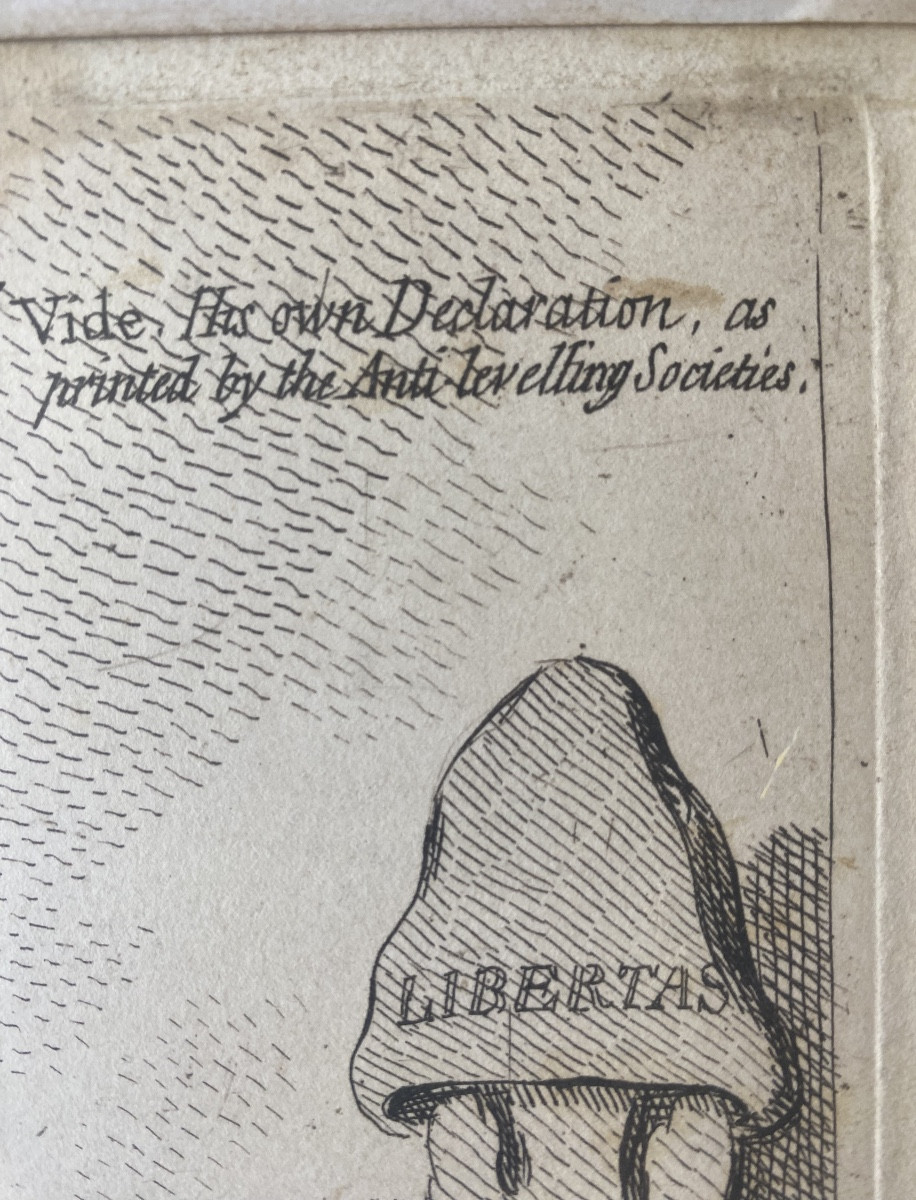 Vide, His own Declaration, as
printed by the Anti-levelling Societies.
LIBERTAS